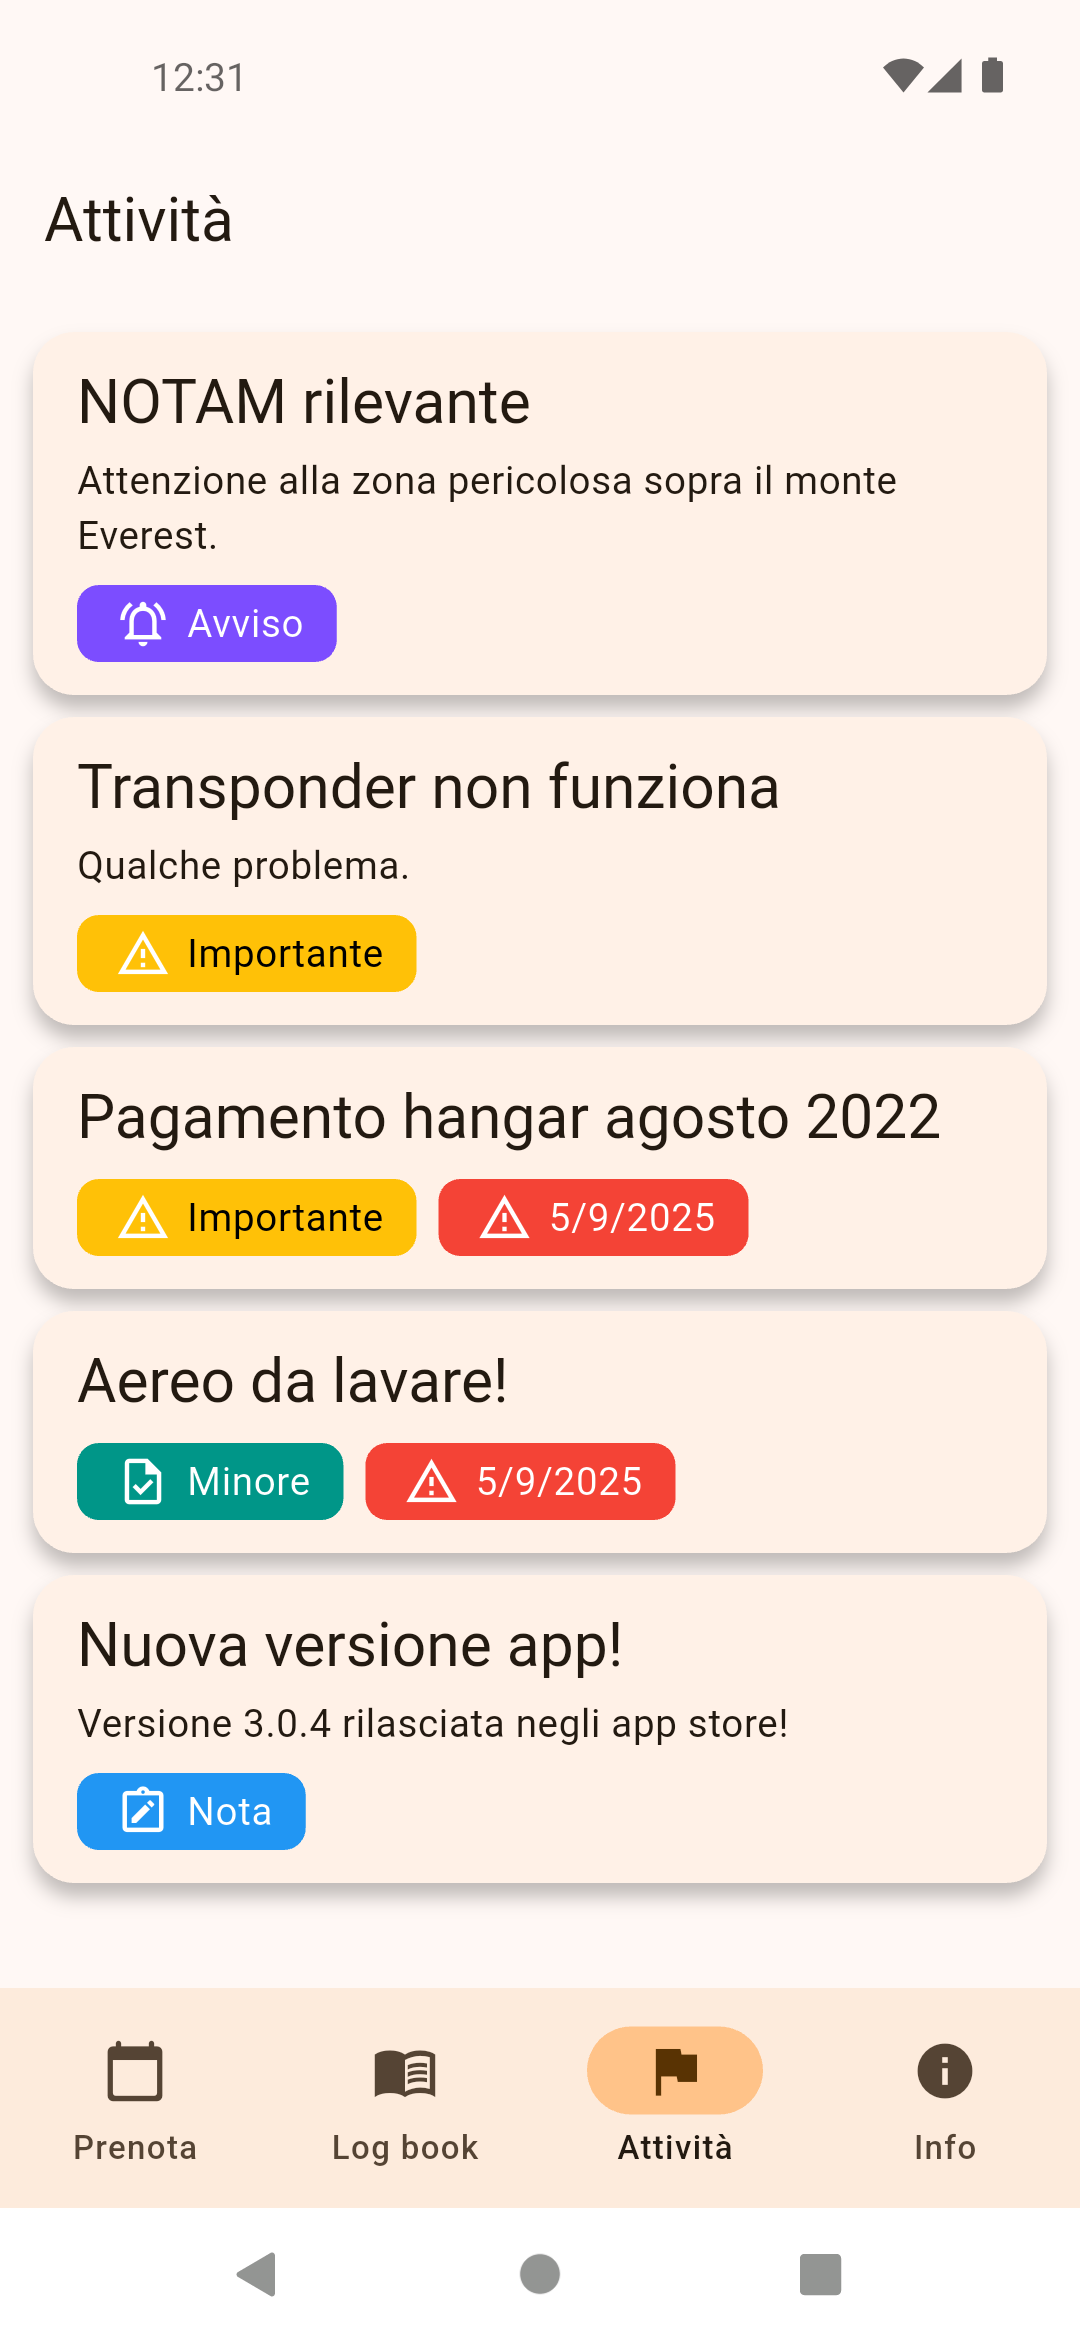 12:31
Attività
NOTAM rilevante
Attenzione alla zona pericolosa sopra il monte
Everest.
Avviso
Transponder non funziona
Qualche problema.
Importante
Pagamento hangar agosto 2022
Importante 5/9/2025
Aereo da lavare!
Minore 5/9/2025
Nuova versione app!
Versione 3.0.4 rilasciata negli app store!
Nota
Prenota Log book Attività Info